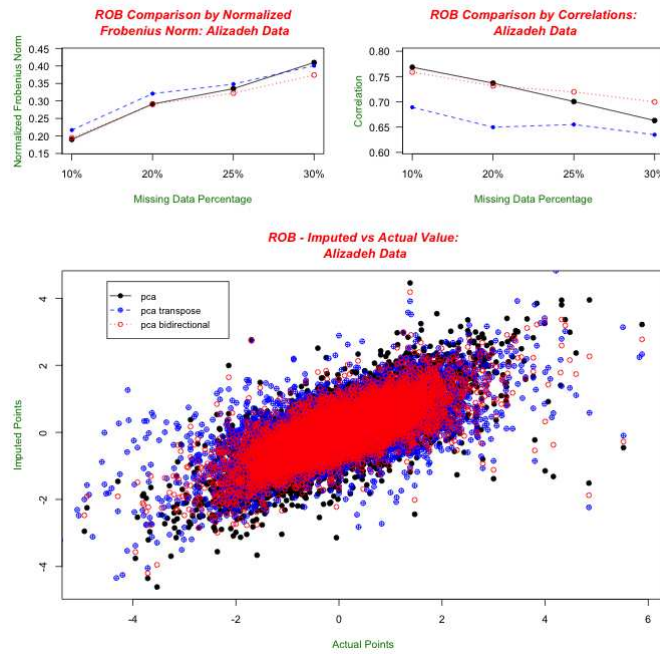 ROB Comparison by Normalized
Frobenius Norm: Alizadeh Data
Normalized Frobenius Norm
0.45
0.40
0.35
0.30
0.25
0.20
0.15
10%
20%
25%
30%
Missing Data Percentage
ROB Comparison by Correlations:
Alizadeh Data
Correlation
0.80
0.75
0.70
0.65
0.60
10%
20%
25%
30%
Missing Data Percentage
ROB - Imputed vs Actual Value:
Alizadeh Data
pca
pca transpose
pca bidirectional
Imputed Points
4
2
0
-2
-4
-4
-2
0
2
4
6
Actual Points